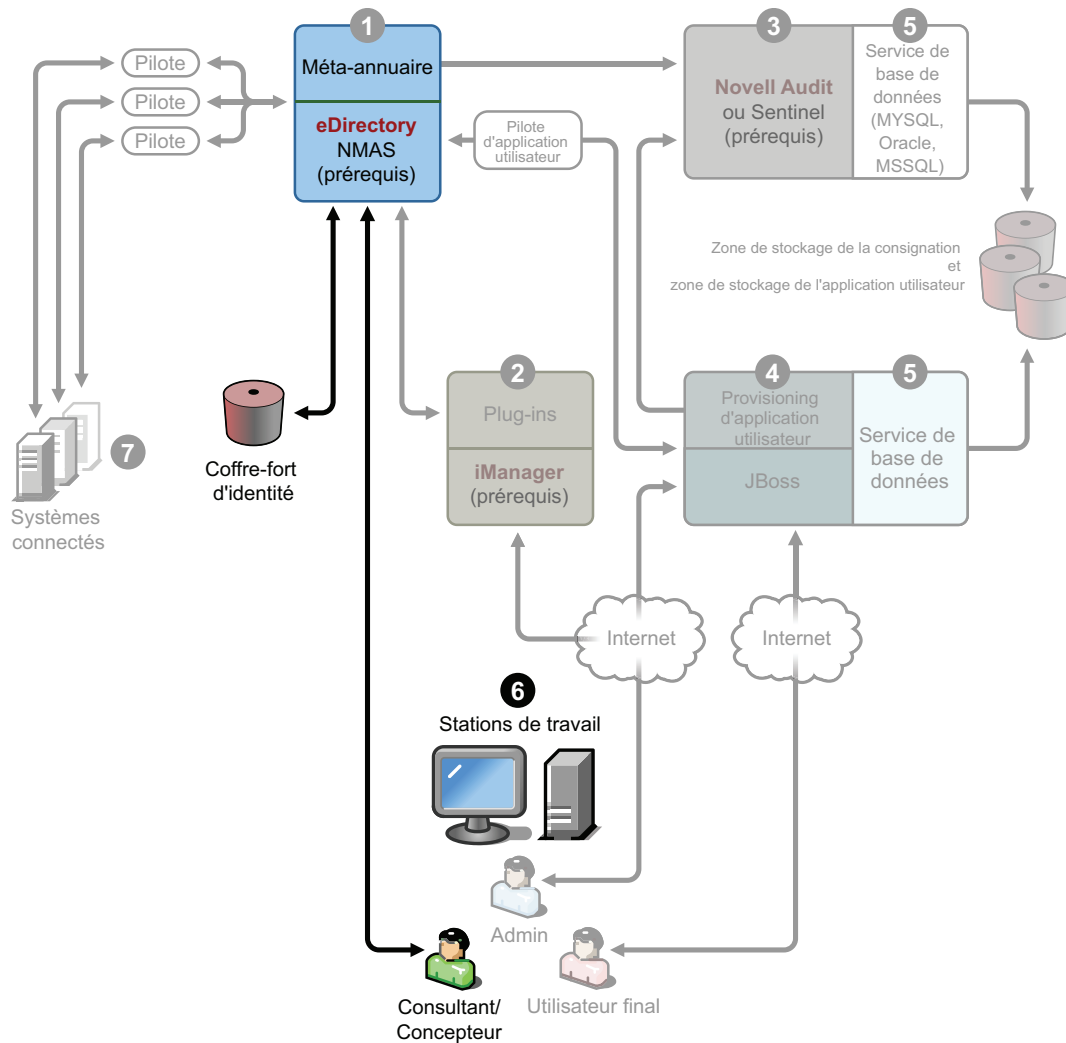 1
Méta-annuaire
eDirectory
NMAS
(prérequis)
Pilote
Pilote
Pilote
Pilote
d'application
utilisateur
3
Novell Audit
ou Sentinel
(prérequis)
5
Service de
base de
données
(MYSQL,
Oracle,
MSSQL)
Zone de stockage de la consignation
et
zone de stockage de l'application utilisateur
2
Plug-ins
iManager
(prérequis)
4
Provisioning
d'application
utilisateur
JBoss
5
Service de
base de
données
7
Systèmes
connectés
Coffre-fort
d'identité
Internet
Internet
6
Stations de travail
Admin
Consultant/
Concepteur
Utilisateur final